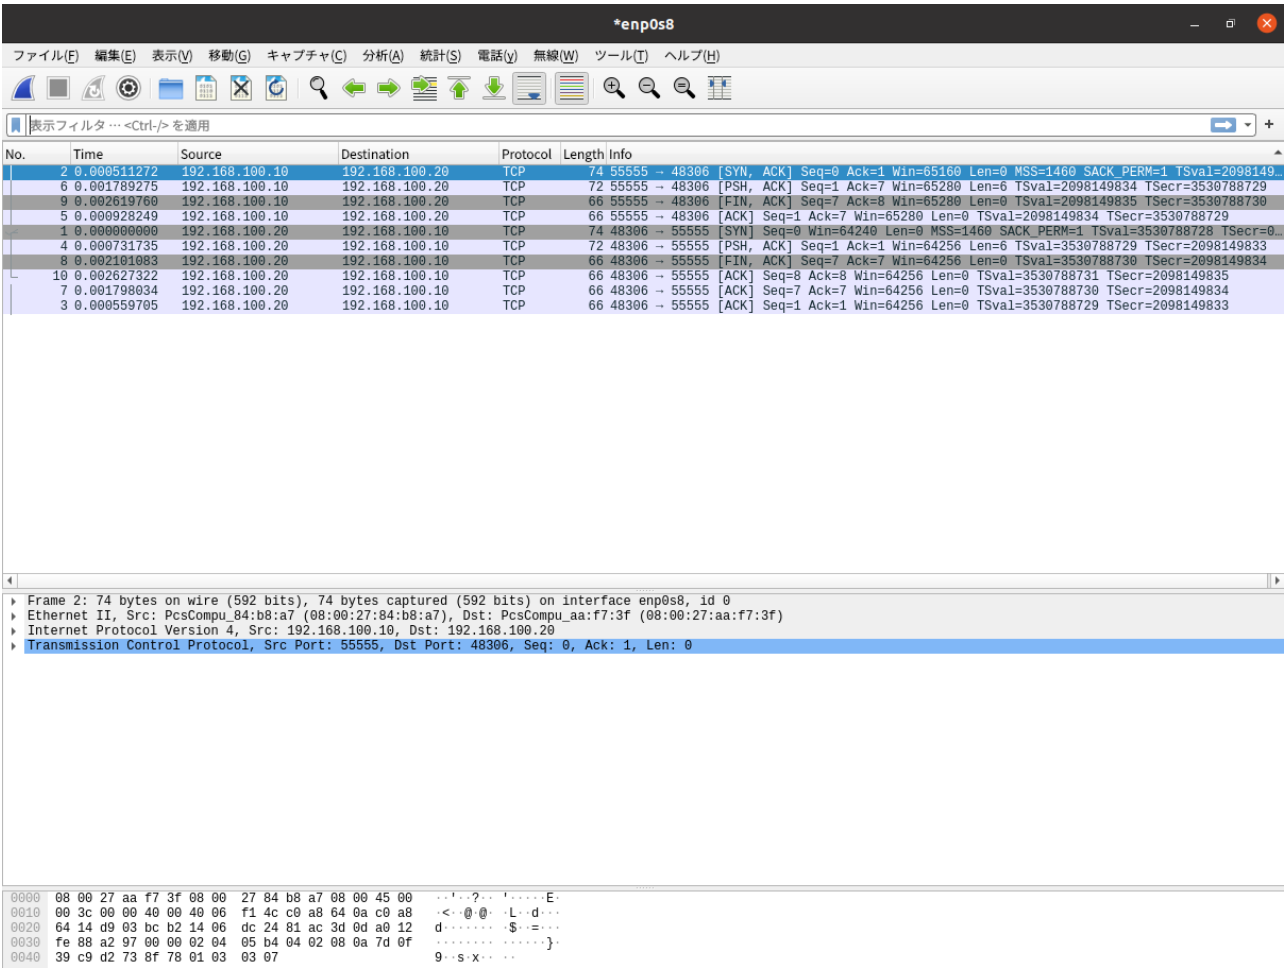 *enp0s8
ファイル(F) 編集(E) 表示(V) 移動(G) キャプチャ(C) 分析(A) 統計(S) 電話(y) 無線(W) ツール(T) ヘルプ(H)
表示フィルタ … <Ctrl-/> を適用
No. Time Source Destination Protocol Length Info
2 0.000511272 192.168.100.10 192.168.100.20 TCP 74 55555 → 48306 [SYN, ACK] Seq=0 Ack=1 Win=65160 Len=0 MSS=1460 SACK_PERM=1 TSval=2098149…
6 0.001789275 192.168.100.10 192.168.100.20 TCP 72 55555 → 48306 [PSH, ACK] Seq=1 Ack=7 Win=65280 Len=6 TSval=2098149834 TSecr=3530788729
9 0.002619760 192.168.100.10 192.168.100.20 TCP 66 55555 → 48306 [FIN, ACK] Seq=7 Ack=8 Win=65280 Len=0 TSval=2098149835 TSecr=3530788730
5 0.000928249 192.168.100.10 192.168.100.20 TCP 66 55555 → 48306 [ACK] Seq=1 Ack=7 Win=65280 Len=0 TSval=2098149834 TSecr=3530788729
1 0.000000000 192.168.100.20 192.168.100.10 TCP 74 48306 → 55555 [SYN] Seq=0 Win=64240 Len=0 MSS=1460 SACK_PERM=1 TSval=3530788728 TSecr=0…
4 0.000731735 192.168.100.20 192.168.100.10 TCP 72 48306 → 55555 [PSH, ACK] Seq=1 Ack=1 Win=64256 Len=6 TSval=3530788729 TSecr=2098149833
8 0.002101083 192.168.100.20 192.168.100.10 TCP 66 48306 → 55555 [FIN, ACK] Seq=7 Ack=7 Win=64256 Len=0 TSval=3530788730 TSecr=2098149834
10 0.002627322 192.168.100.20 192.168.100.10 TCP 66 48306 → 55555 [ACK] Seq=8 Ack=8 Win=64256 Len=0 TSval=3530788731 TSecr=2098149835
7 0.001798034 192.168.100.20 192.168.100.10 TCP 66 48306 → 55555 [ACK] Seq=7 Ack=7 Win=64256 Len=0 TSval=3530788730 TSecr=2098149834
3 0.000559705 192.168.100.20 192.168.100.10 TCP 66 48306 → 55555 [ACK] Seq=1 Ack=1 Win=64256 Len=0 TSval=3530788729 TSecr=2098149833
Frame 2: 74 bytes on wire (592 bits), 74 bytes captured (592 bits) on interface enp0s8, id 0
Ethernet II, Src: PcsCompu_84:b8:a7 (08:00:27:84:b8:a7), Dst: PcsCompu_aa:f7:3f (08:00:27:aa:f7:3f)
Internet Protocol Version 4, Src: 192.168.100.10, Dst: 192.168.100.20
Transmission Control Protocol, Src Port: 55555, Dst Port: 48306, Seq: 0, Ack: 1, Len: 0
0000 08 00 27 aa f7 3f 08 00 27 84 b8 a7 08 00 45 00 ··'··?·· '·····E·
0010 00 3c 00 00 40 00 40 06 f1 4c c0 a8 64 0a c0 a8 ·<··@·@· ·L··d···
0020 64 14 d9 03 bc b2 14 06 dc 24 81 ac 3d 0d a0 12 d······· ·$··=···
0030 fe 88 a2 97 00 00 02 04 05 b4 04 02 08 0a 7d 0f ········ ······}·
0040 39 c9 d2 73 8f 78 01 03 03 07 9··s·x·· ··